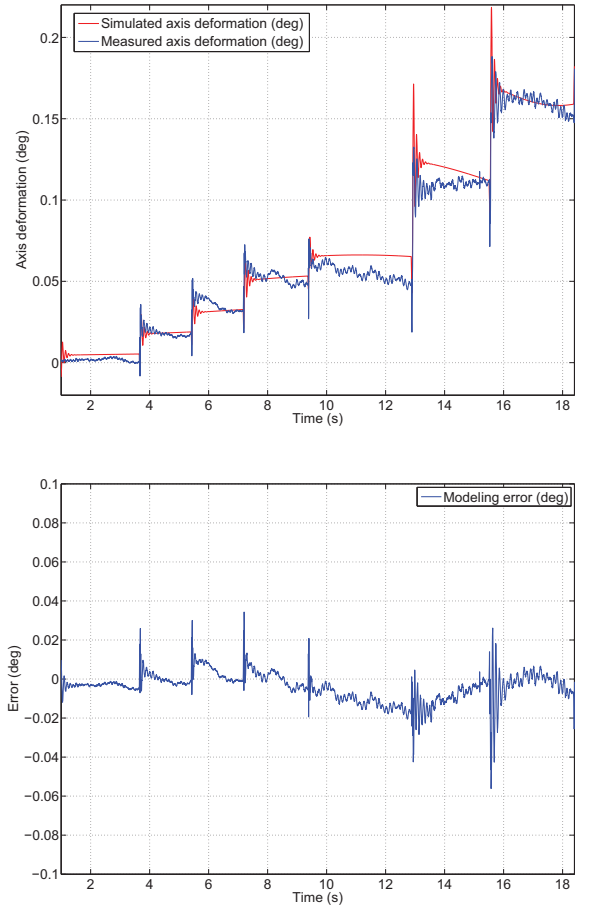 Simulated axis deformation (deg)
Measured axis deformation (deg)
0.2
0.15
0.1
0.05
0
Axis deformation (deg)
2 4 6 8 10 12 14 16 18
Time (s)
Modeling error (deg)
0.1
0.08
0.06
0.04
0.02
0
−0.02
−0.04
−0.06
−0.08
−0.1
Error (deg)
2 4 6 8 10 12 14 16 18
Time (s)